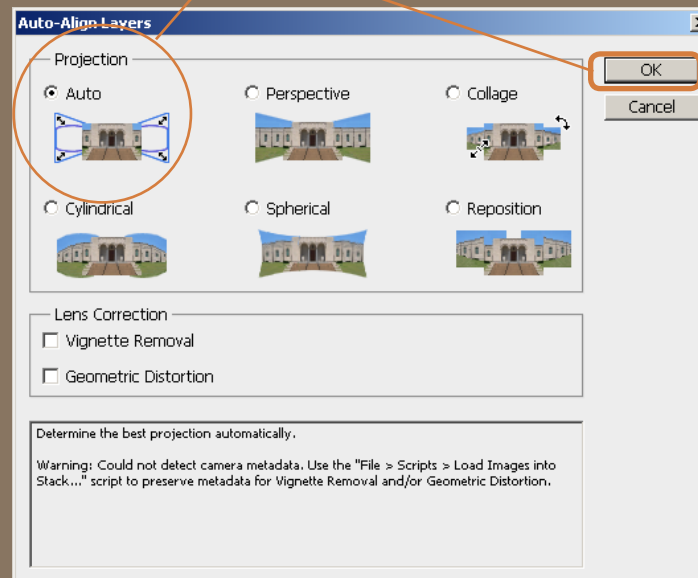 Auto-Align Layers
Projection
Auto
Perspective
Collage
OK
Cancel
Cylindrical
Spherical
Reposition
Lens Correction
Vignette Removal
Geometric Distortion
Determine the best projection automatically.
Warning: Could not detect camera metadata. Use the "File > Scripts > Load Images into
Stack..." script to preserve metadata for Vignette Removal and/or Geometric Distortion.